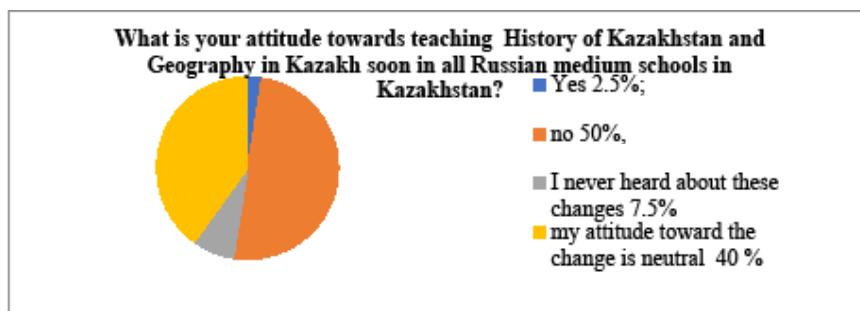 What is your attitude towards teaching History of Kazakhstan and
Geography in Kazakh soon in all Russian medium schools in
Kazakhstan?
Yes 2.5%;
no 50%,
I never heard about these
changes 7.5%
my attitude toward the
change is neutral 40 %